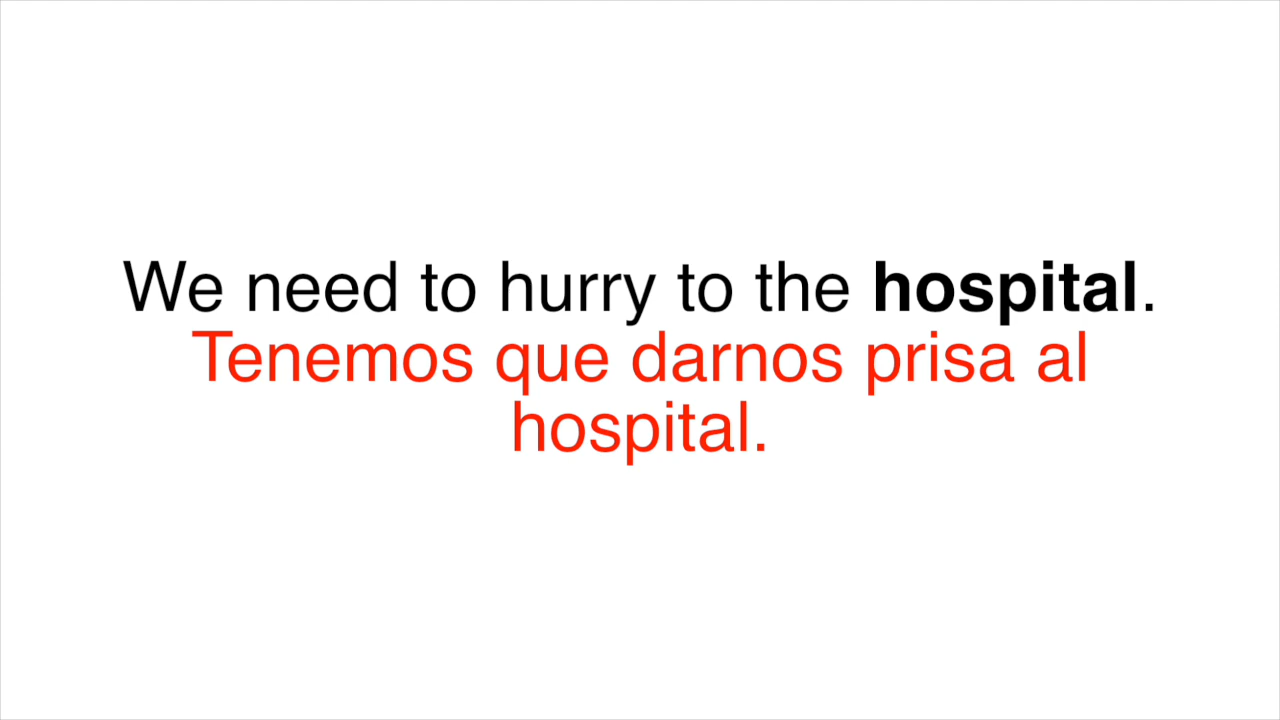 We need to hurry to the hospital.
Tenemos que darnos prisa al
hospital.